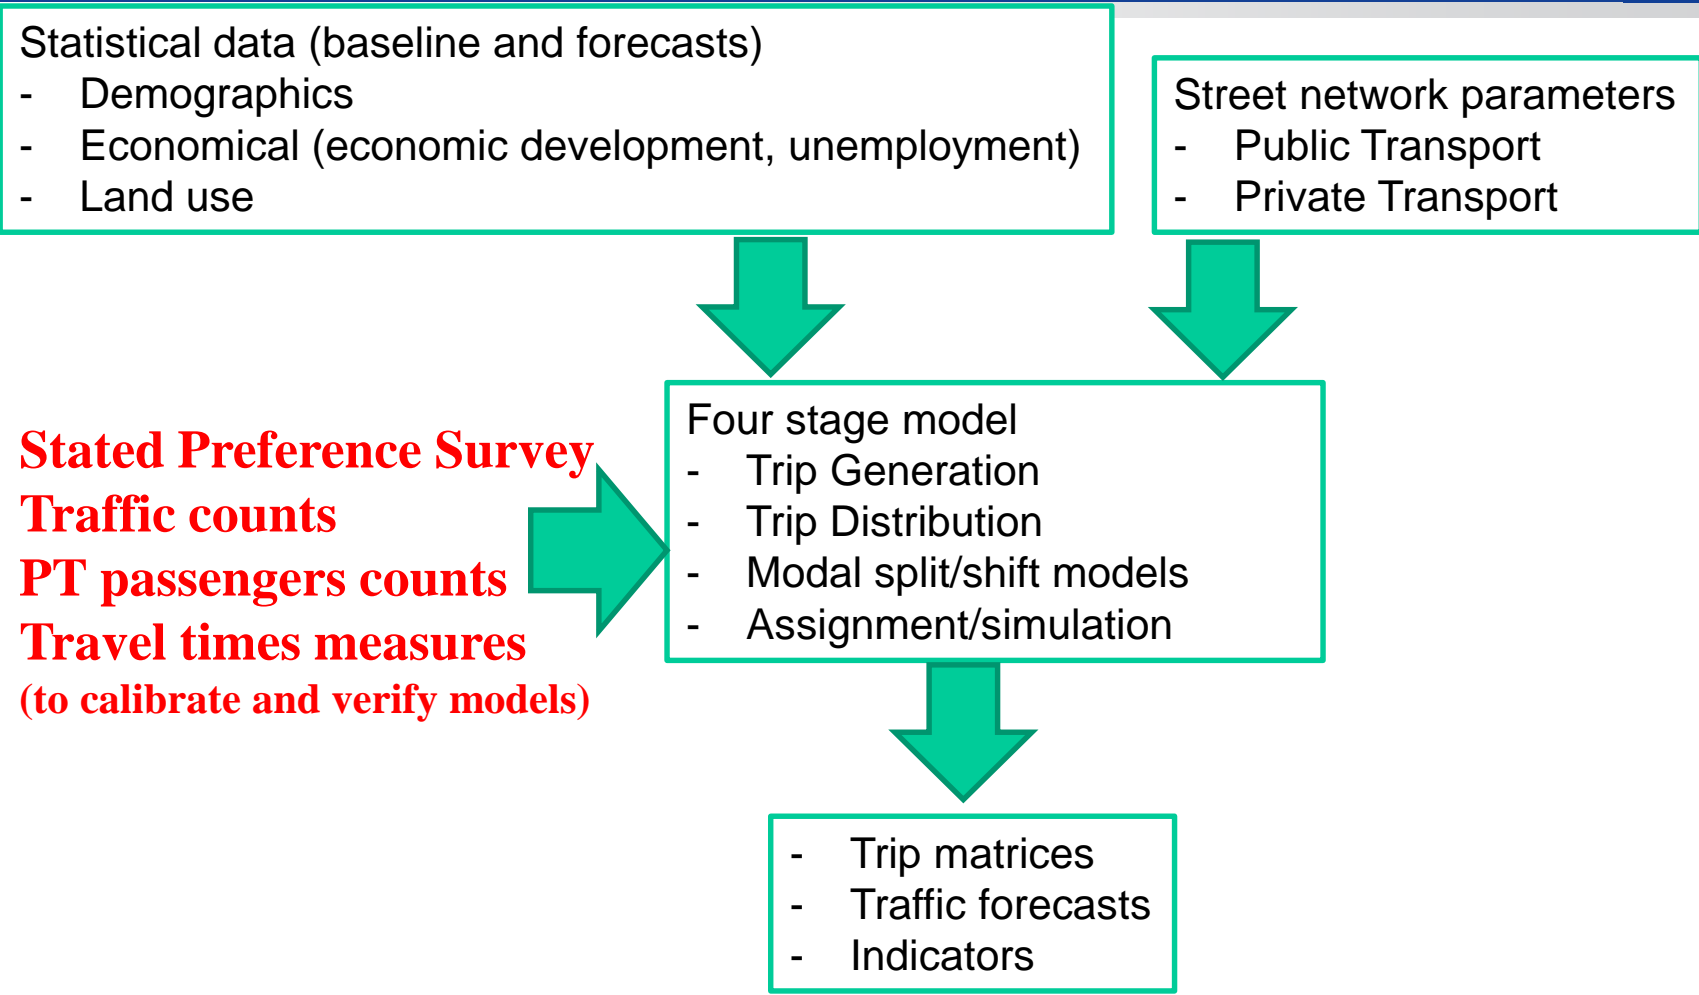 Statistical data (baseline and forecasts)
- Demographics
- Economical (economic development, unemployment)
- Land use
Street network parameters
- Public Transport
- Private Transport
Stated Preference Survey
Traffic counts
PT passengers counts
Travel times measures
(to calibrate and verify models)
Four stage model
- Trip Generation
- Trip Distribution
- Modal split/shift models
- Assignment/simulation
- Trip matrices
- Traffic forecasts
- Indicators